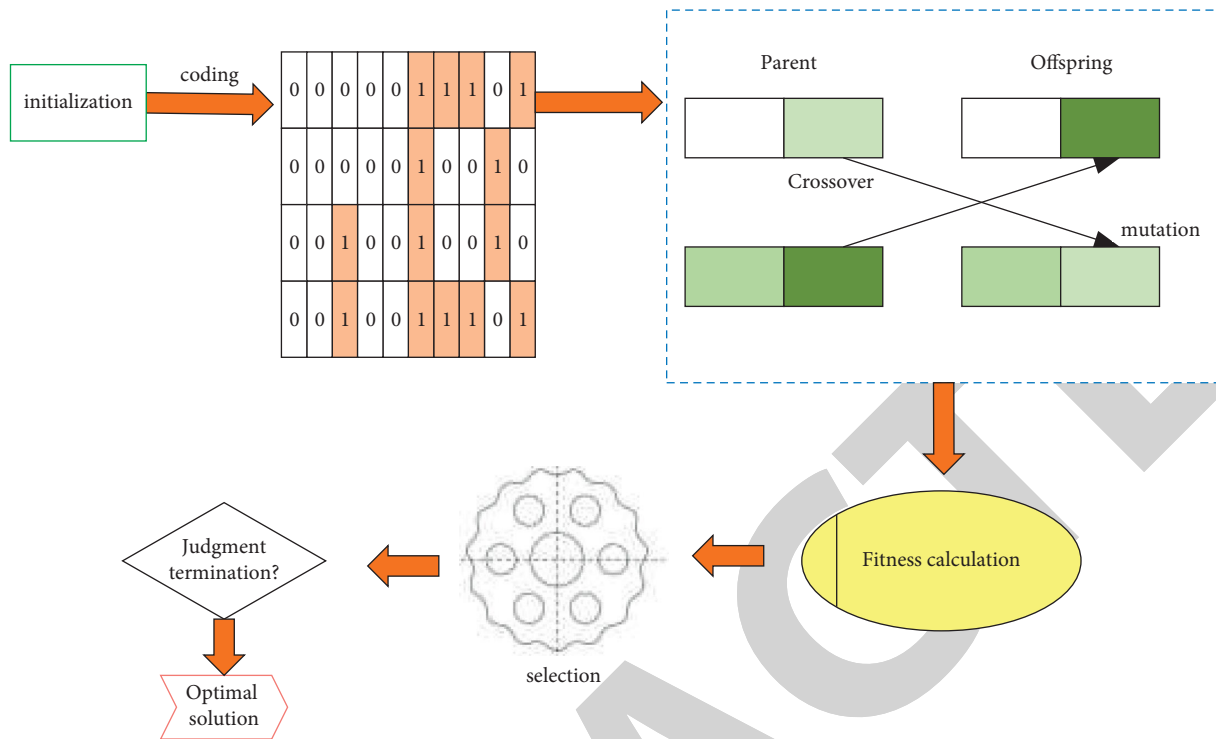 initialization
coding
0 0 0 0 0 1 1 1 0 1
0 0 0 0 0 1 0 0 1 0
0 0 1 0 0 1 0 0 1 0
0 0 1 0 0 1 1 1 0 1
Parent
Offspring
Crossover
mutation
Fitness calculation
selection
Judgment
termination?
Optimal
solution